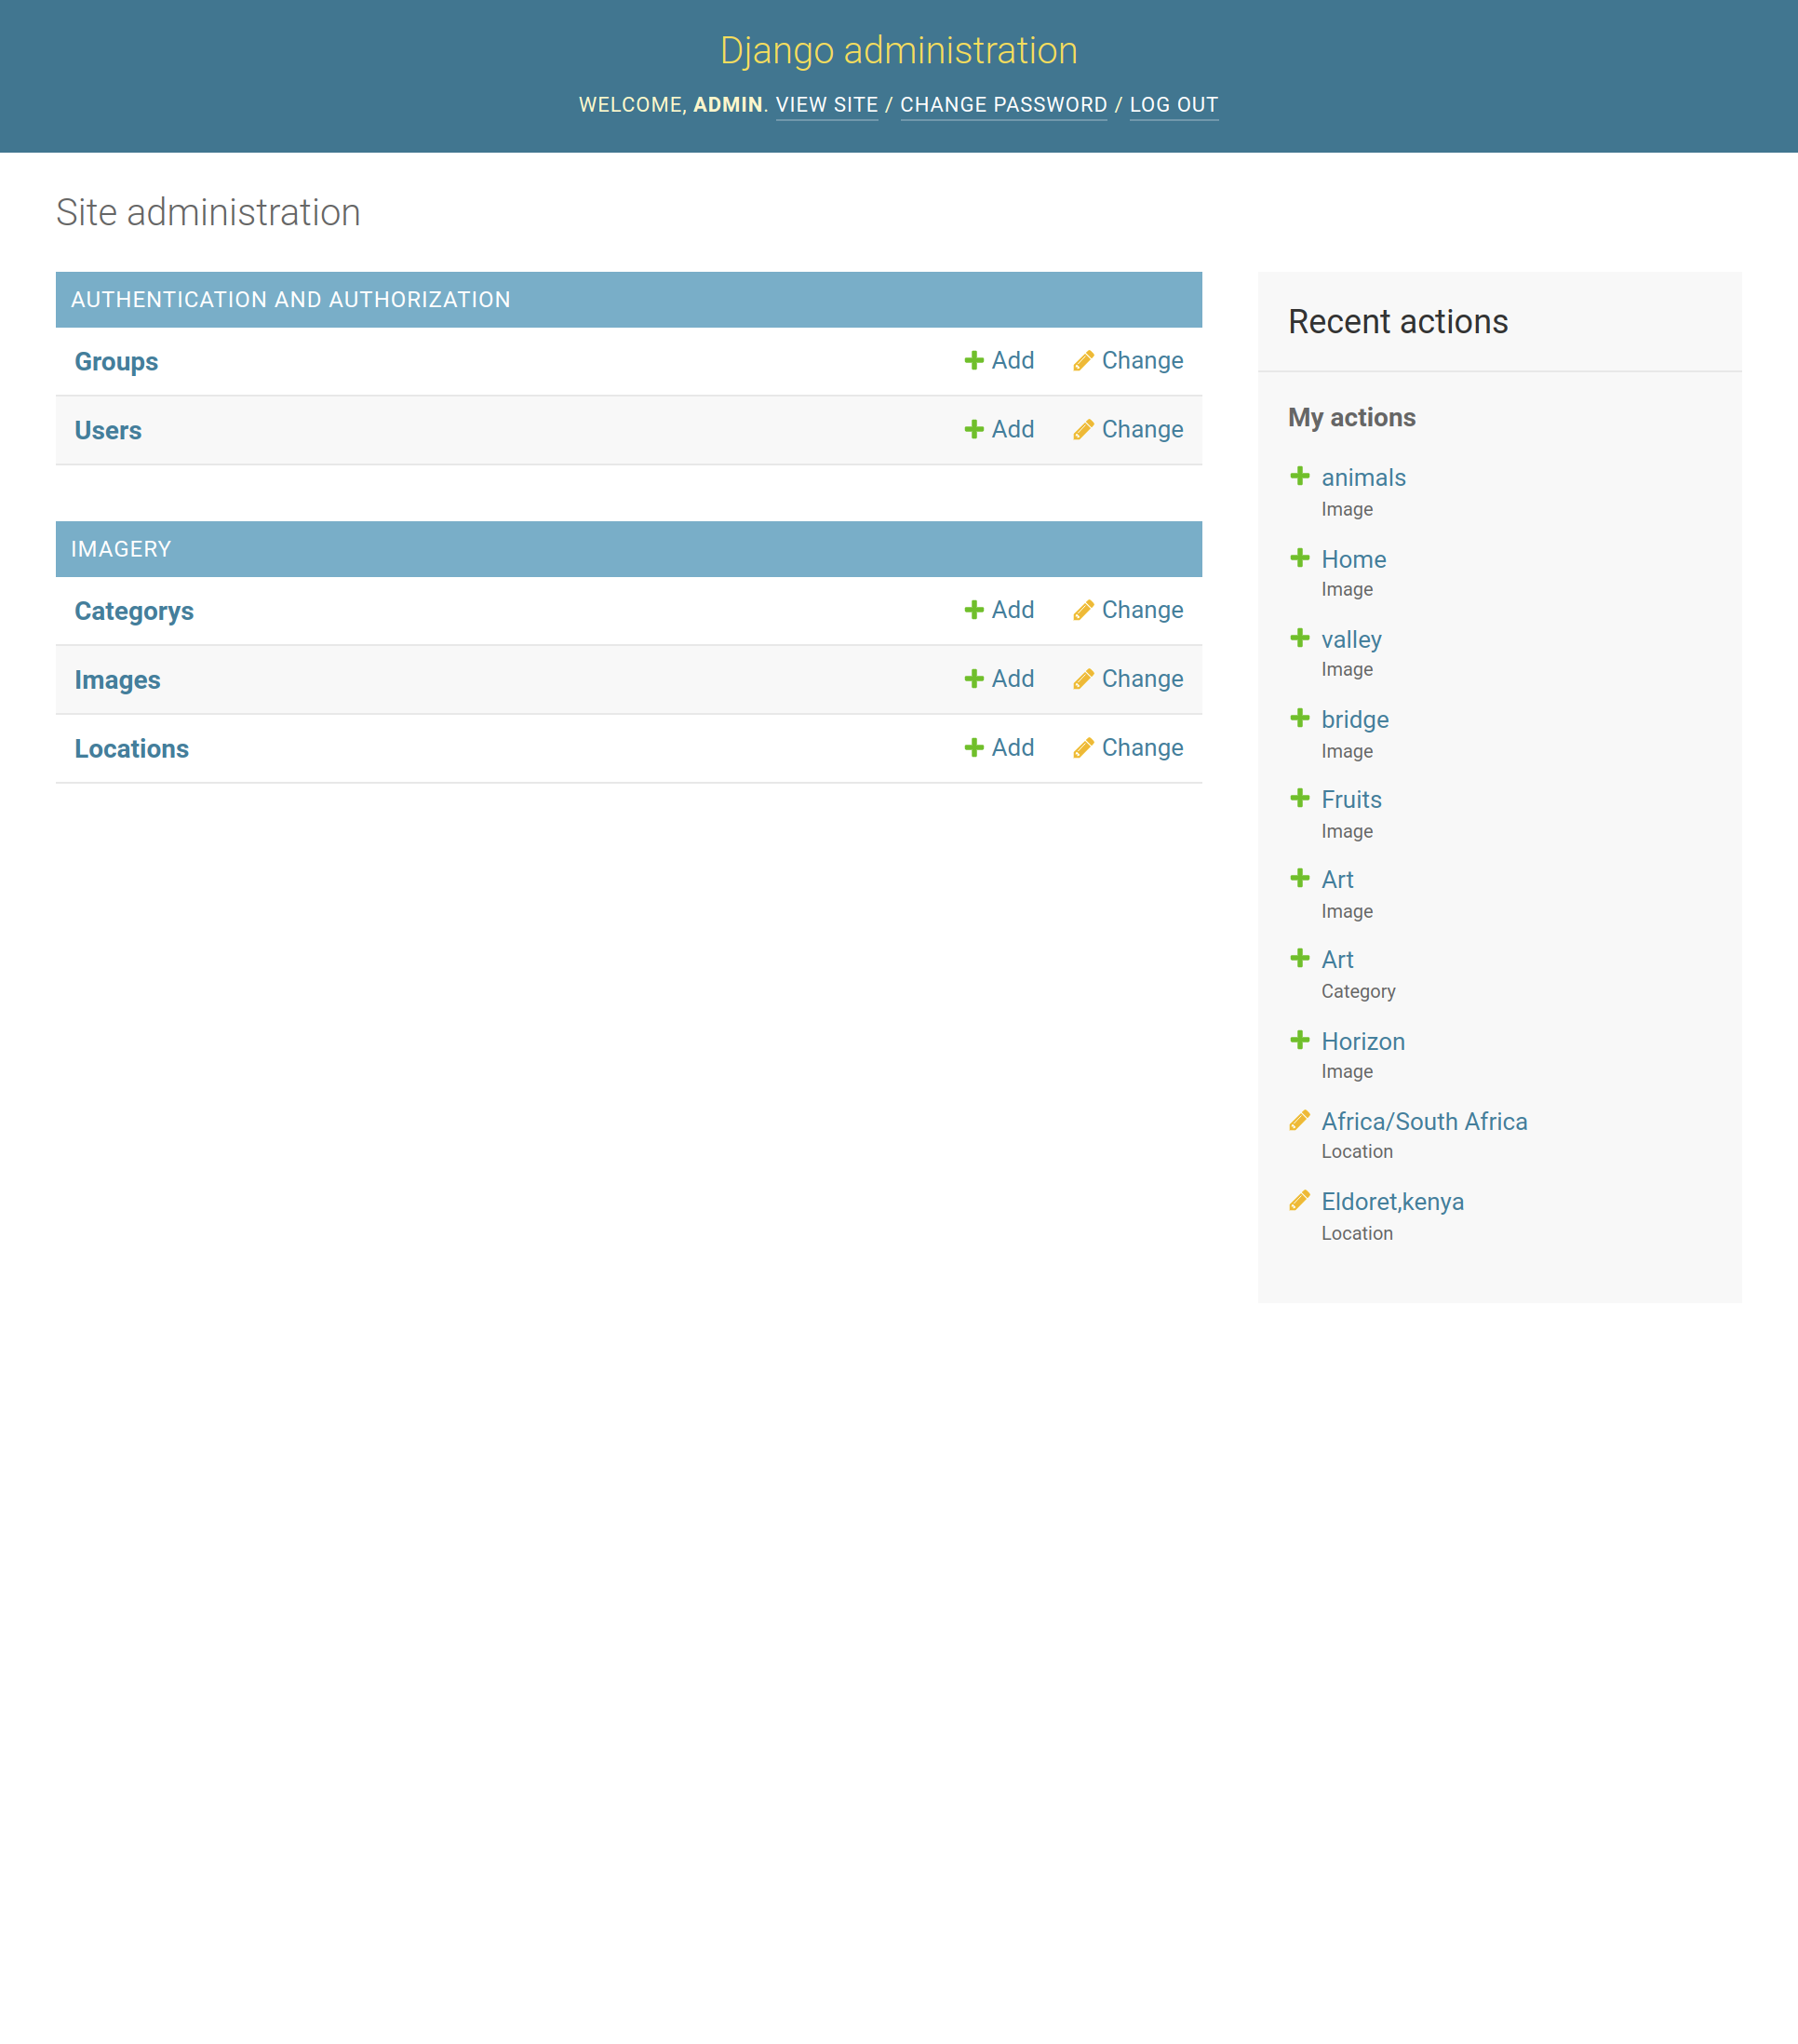 Django administration
WELCOME, ADMIN. VIEW SITE / CHANGE PASSWORD / LOG OUT
Site administration
AUTHENTICATION AND AUTHORIZATION
Groups Add Change
Users Add Change
IMAGERY
Categorys Add Change
Images Add Change
Locations Add Change
Recent actions
My actions
animals
Image
Home
Image
valley
Image
bridge
Image
Fruits
Image
Art
Image
Art
Category
Horizon
Image
Africa/South Africa
Location
Eldoret,kenya
Location